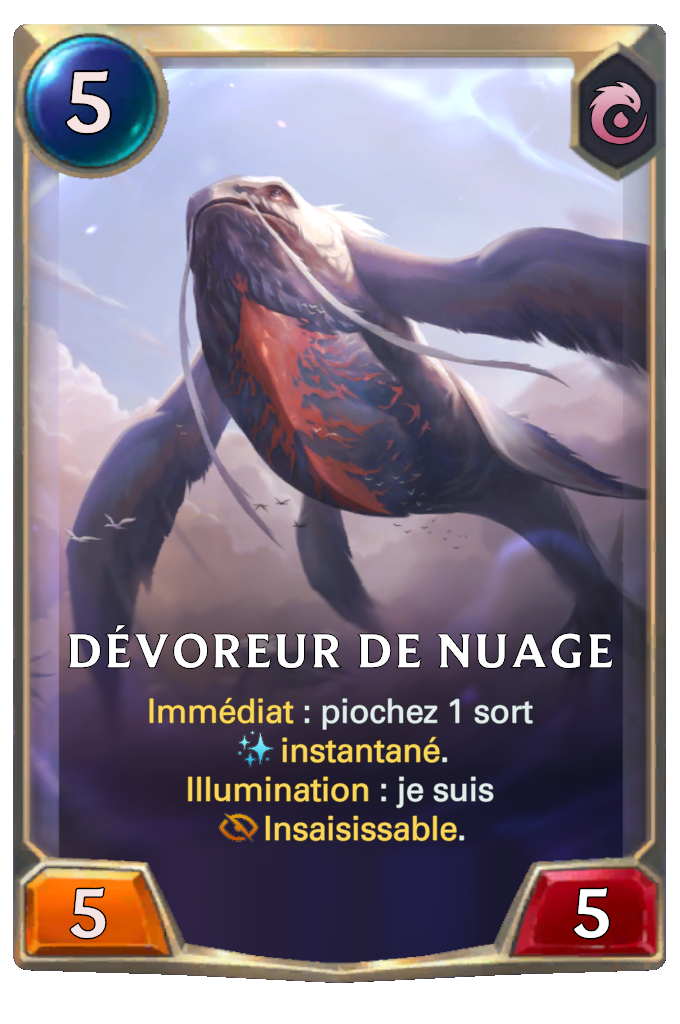 5
DÉVOREUR DE NUAGE
Immédiat : piochez 1 sort
instantané.
Illumination : je suis
Insaisissable.
5
5